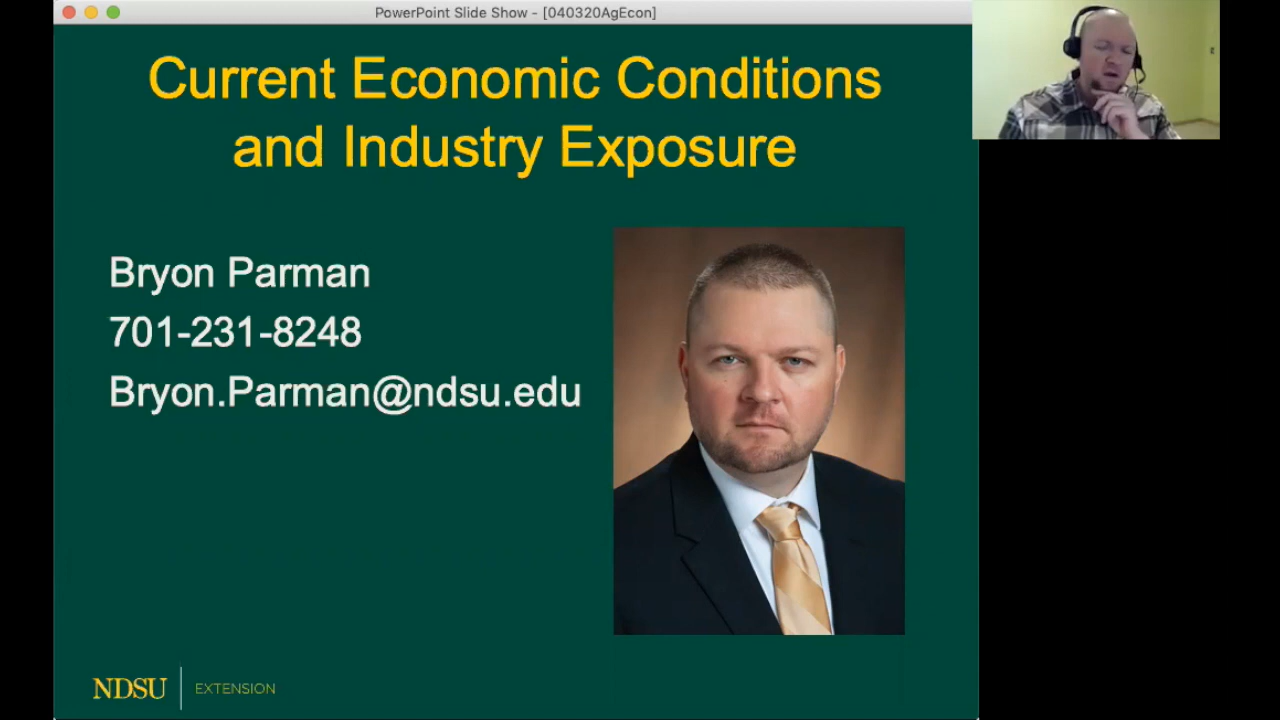 PowerPoint Slide Show - [040320AgEcon]
Current Economic Conditions
and Industry Exposure
Bryon Parman
701-231-8248
Bryon.Parman@ndsu.edu
NDSU EXTENSION